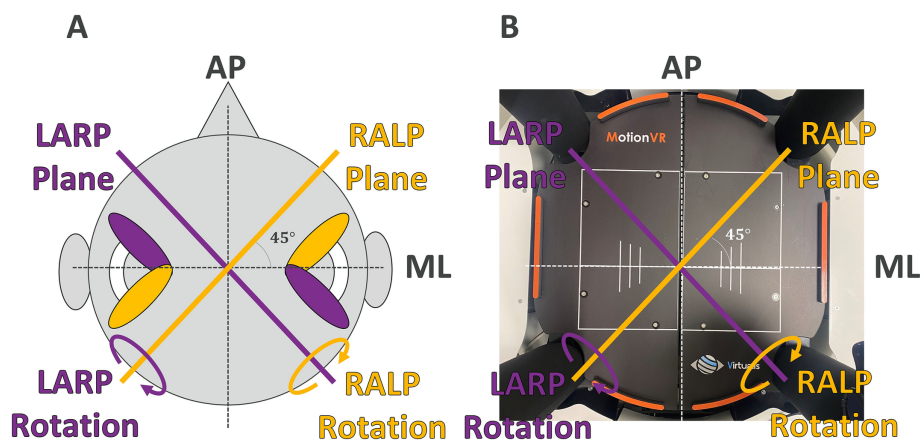 A
AP
LARP
Plane
RALP
Plane
45°
ML
LARP
Rotation
RALP
Rotation
B
AP
MotionVR
LARP
Plane
RALP
Plane
45°
ML
Virtualis
LARP
Rotation
RALP
Rotation